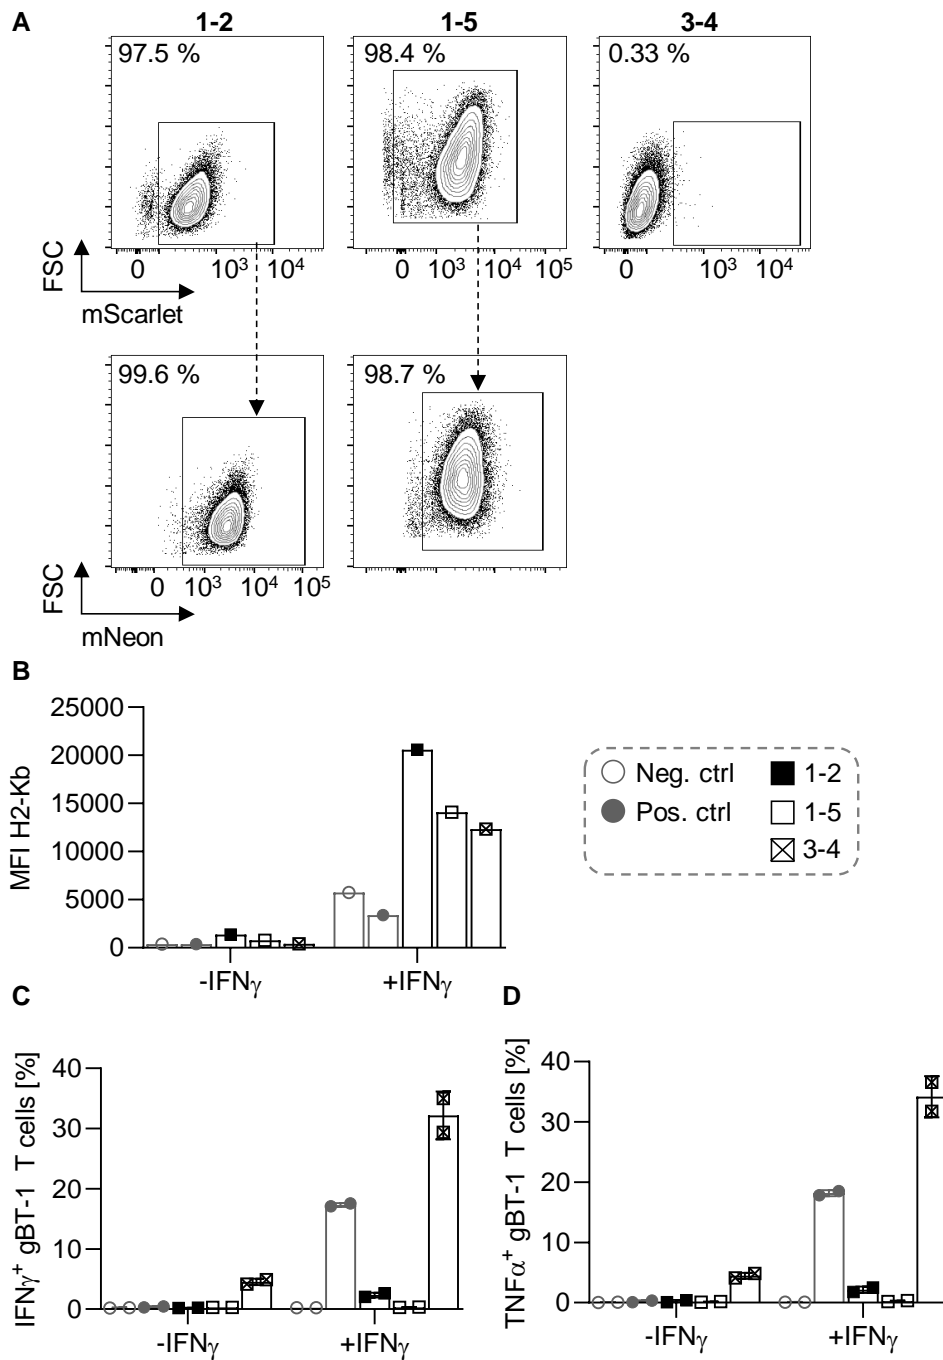 A
1-2
1-5
3-4
97.5 %
98.4 %
0.33 %
FSC
0
10³
10⁴
0
10³
10⁴
10⁵
0
10³
10⁴
mScarlet
99.6 %
98.7 %
FSC
0
10³
10⁴
10⁵
mNeon
B
MFI H2-Kb
25000
20000
15000
10000
5000
0
-IFNγ
+IFNγ
Neg. ctrl
Pos. ctrl
1-2
1-5
3-4
C
IFNγ⁺ gBT-1 T cells [%]
40
30
20
10
0
-IFNγ
+IFNγ
D
TNFα⁺ gBT-1 T cells [%]
40
30
20
10
0
-IFNγ
+IFNγ